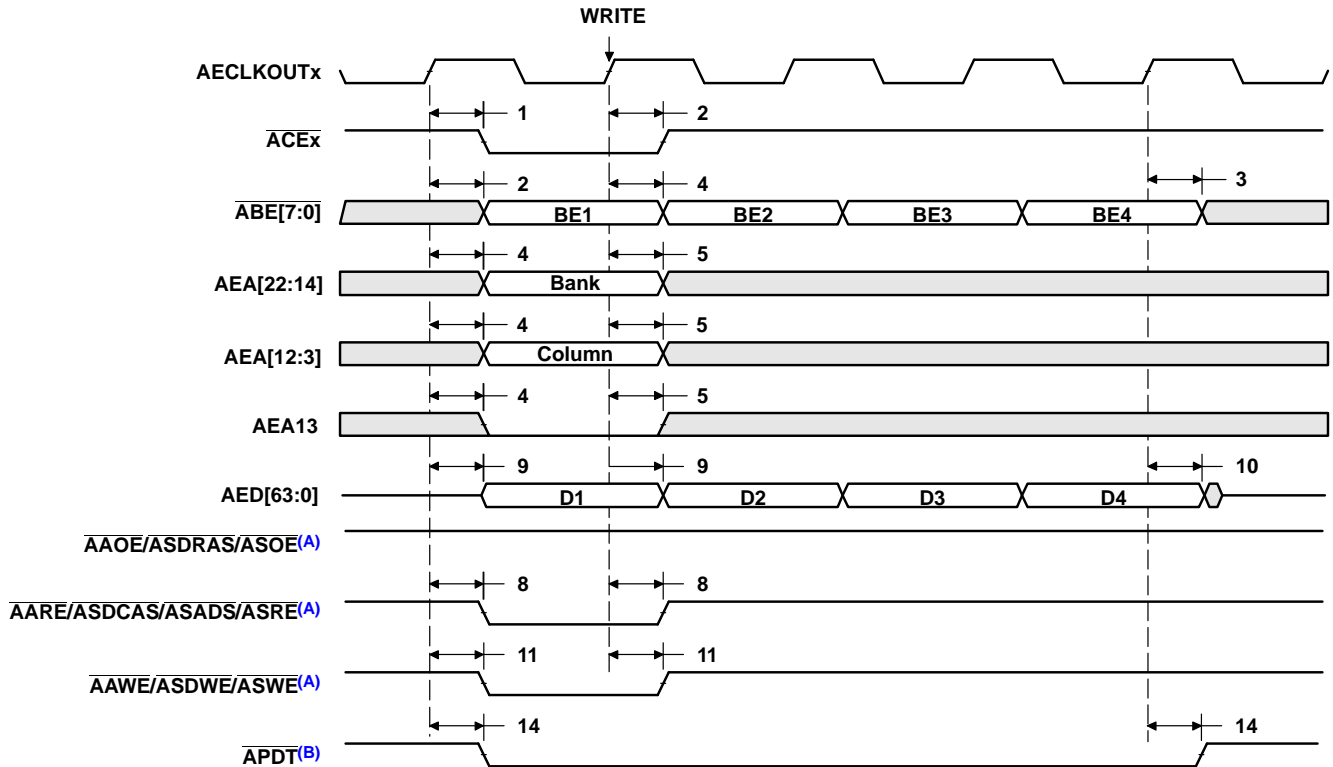 WRITE
AECLKOUTx
1 2
ACEx
2 4 3
ABE[7:0] BE1 BE2 BE3 BE4
4 5
AEA[22:14] Bank
4 5
AEA[12:3] Column
4 5
AEA13
9 9 10
AED[63:0] D1 D2 D3 D4
AAOE/ASDRAS/ASOE(A)
8 8
AARE/ASDCAS/ASADS/ASRE(A)
11 11
AAWE/ASDWE/ASWE(A)
14 14
APDT(B)